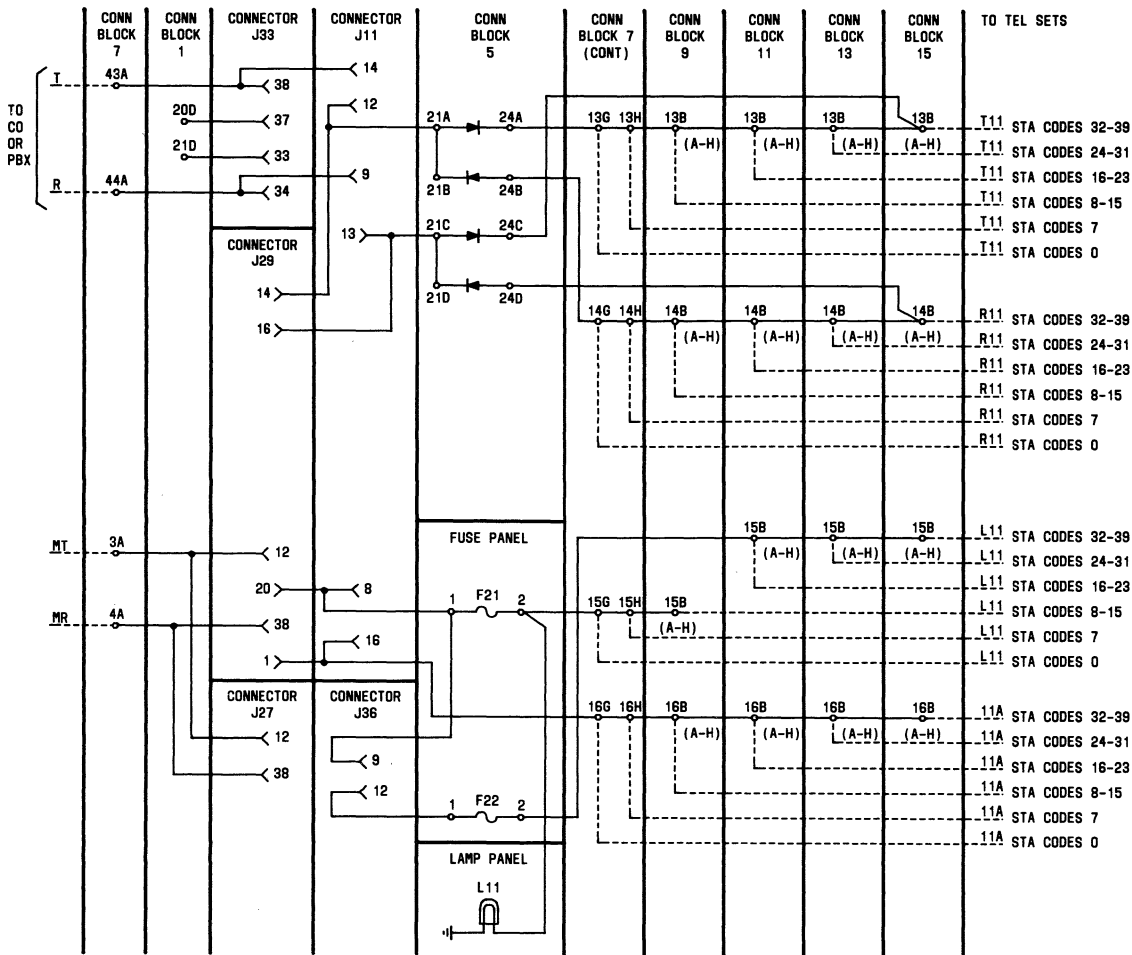 CONN BLOCK 7
CONN BLOCK 1
CONNECTOR J33
CONNECTOR J11
CONN BLOCK 5
CONN BLOCK 7 (CONT)
CONN BLOCK 9
CONN BLOCK 11
CONN BLOCK 13
CONN BLOCK 15
TO TEL SETS
TO CO OR PBX
T 43A 38 14
12
20D 37
21D 33
R 44A 34 9
21A 24A 13G 13H 13B 13B 13B 13B T11 STA CODES 32-39
(A-H) (A-H) (A-H) (A-H) T11 STA CODES 24-31
21B 24B T11 STA CODES 16-23
T11 STA CODES 8-15
13 21C 24C T11 STA CODES 7
T11 STA CODES 0
CONNECTOR J29
14
16
21D 24D
14G 14H 14B 14B 14B 14B R11 STA CODES 32-39
(A-H) (A-H) (A-H) (A-H) R11 STA CODES 24-31
R11 STA CODES 16-23
R11 STA CODES 8-15
R11 STA CODES 7
R11 STA CODES 0
FUSE PANEL
MT 3A 12
20 8
MR 4A 38
1 16
15B 15B 15B L11 STA CODES 32-39
(A-H) (A-H) (A-H) L11 STA CODES 24-31
L11 STA CODES 16-23
1 F21 2 15G 15H 15B L11 STA CODES 8-15
(A-H) L11 STA CODES 7
L11 STA CODES 0
CONNECTOR J27
CONNECTOR J36
12
38
9
12
16G 16H 16B 16B 16B 16B 11A STA CODES 32-39
(A-H) (A-H) (A-H) (A-H) 11A STA CODES 24-31
11A STA CODES 16-23
11A STA CODES 8-15
1 F22 2 11A STA CODES 7
11A STA CODES 0
LAMP PANEL
L11